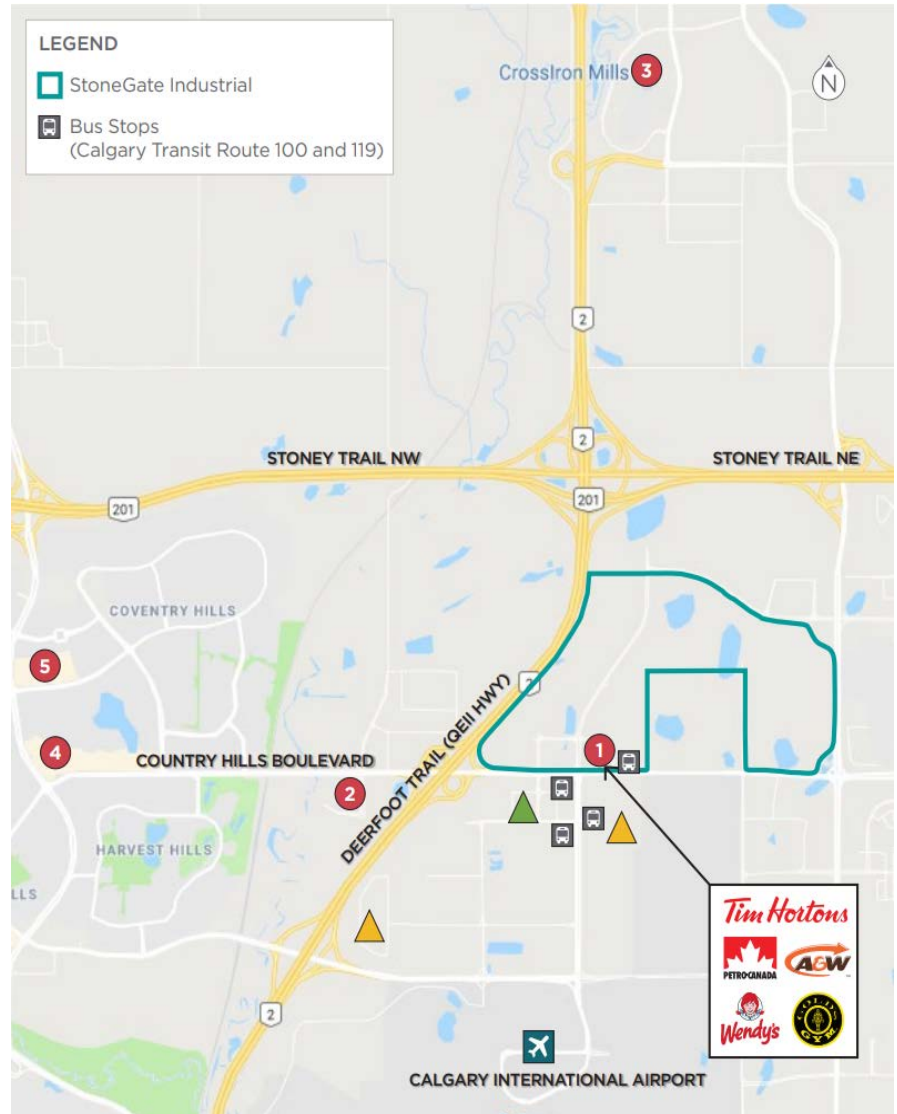 LEGEND
StoneGate Industrial
Bus Stops
(Calgary Transit Route 100 and 119)
CrossIron Mills
3
N
2
2
STONEY TRAIL NW
STONEY TRAIL NE
201
201
COVENTRY HILLS
5
2
DEERFOOT TRAIL (QEII HWY)
4
COUNTRY HILLS BOULEVARD
1
2
HARVEST HILLS
LLS
Tim Hortons
PETRO-CANADA
A&W
Wendy's
GOLD'S
GYM
2
CALGARY INTERNATIONAL AIRPORT